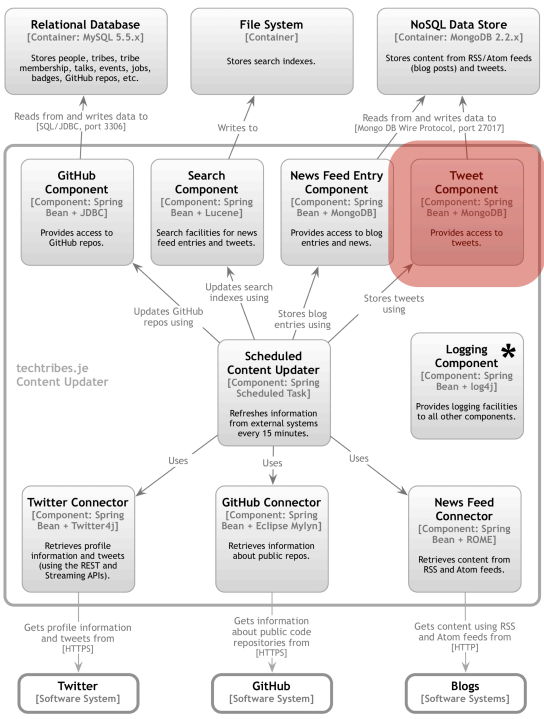 Relational Database
[Container: MySQL 5.5.x]
Stores people, tribes, tribe
membership, talks, events, jobs,
badges, GitHub repos, etc.
File System
[Container]
Stores search indexes.
NoSQL Data Store
[Container: MongoDB 2.2.x]
Stores content from RSS/Atom feeds
(blog posts) and tweets.
Reads from and writes data to
[SQL/JDBC, port 3306]
Writes to
Reads from and writes data to
[Mongo DB Wire Protocol, port 27017]
GitHub
Component
[Component: Spring
Bean + JDBC]
Provides access to
GitHub repos.
Search
Component
[Component: Spring
Bean + Lucene]
Search facilities for news
feed entries and tweets.
News Feed Entry
Component
[Component: Spring
Bean + MongoDB]
Provides access to blog
entries and news.
Tweet
Component
[Component: Spring
Bean + MongoDB]
Provides access to
tweets.
Updates GitHub
repos using
Updates search
indexes using
Stores blog
entries using
Stores tweets
using
techtribes.je
Content Updater
Scheduled
Content Updater
[Component: Spring
Scheduled Task]
Refreshes information
from external systems
every 15 minutes.
Logging
Component
*
[Component: Spring
Bean + log4j]
Provides logging facilities
to all other components.
Uses
Uses
Uses
Twitter Connector
[Component: Spring
Bean + Twitter4j]
Retrieves profile
information and tweets
(using the REST and
Streaming APIs).
GitHub Connector
[Component: Spring
Bean + Eclipse Mylyn]
Retrieves information
about public repos.
News Feed
Connector
[Component: Spring
Bean + ROME]
Retrieves content from
RSS and Atom feeds.
Gets profile information
and tweets from
[HTTPS]
Gets information
about public code
repositories from
[HTTPS]
Gets content using RSS
and Atom feeds from
[HTTP]
Twitter
[Software System]
GitHub
[Software System]
Blogs
[Software Systems]